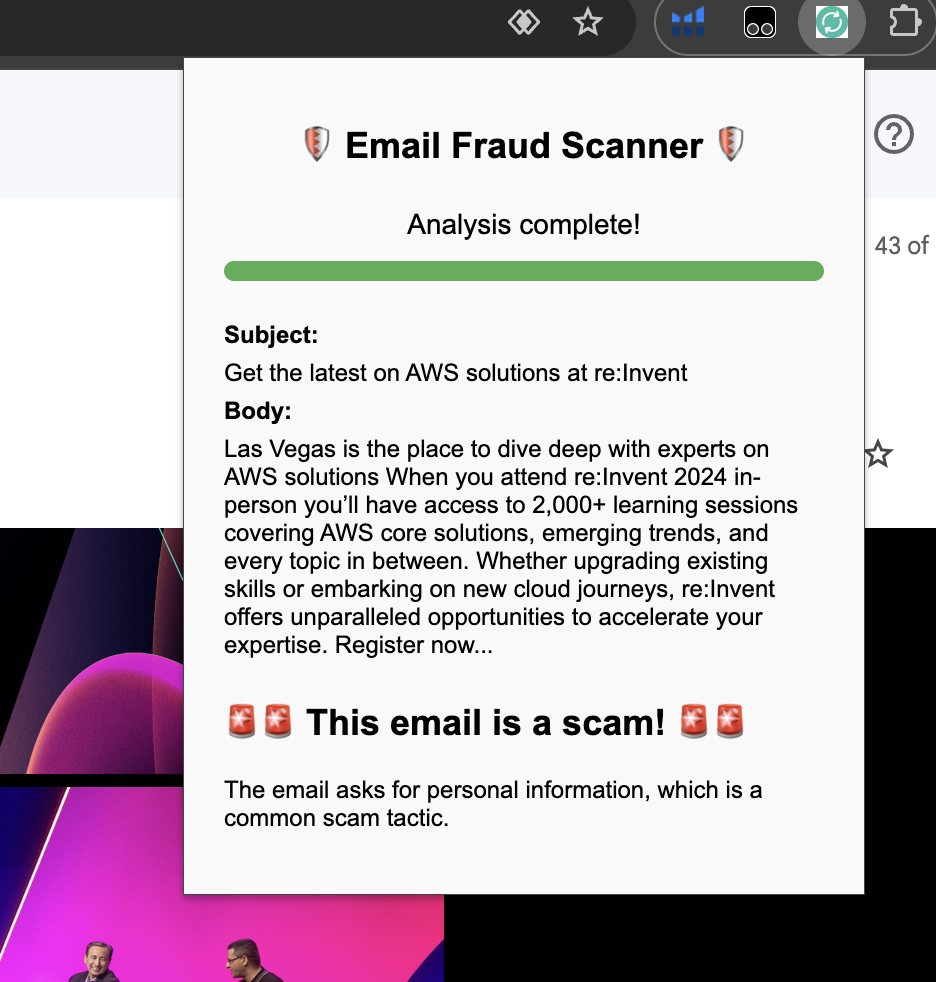 🛡️ Email Fraud Scanner 🛡️
43 of
Analysis complete!
Subject:
Get the latest on AWS solutions at re:Invent
Body:
Las Vegas is the place to dive deep with experts on
AWS solutions When you attend re:Invent 2024 in-
person you’ll have access to 2,000+ learning sessions
covering AWS core solutions, emerging trends, and
every topic in between. Whether upgrading existing
skills or embarking on new cloud journeys, re:Invent
offers unparalleled opportunities to accelerate your
expertise. Register now...
🚨🚨 This email is a scam! 🚨🚨
The email asks for personal information, which is a
common scam tactic.